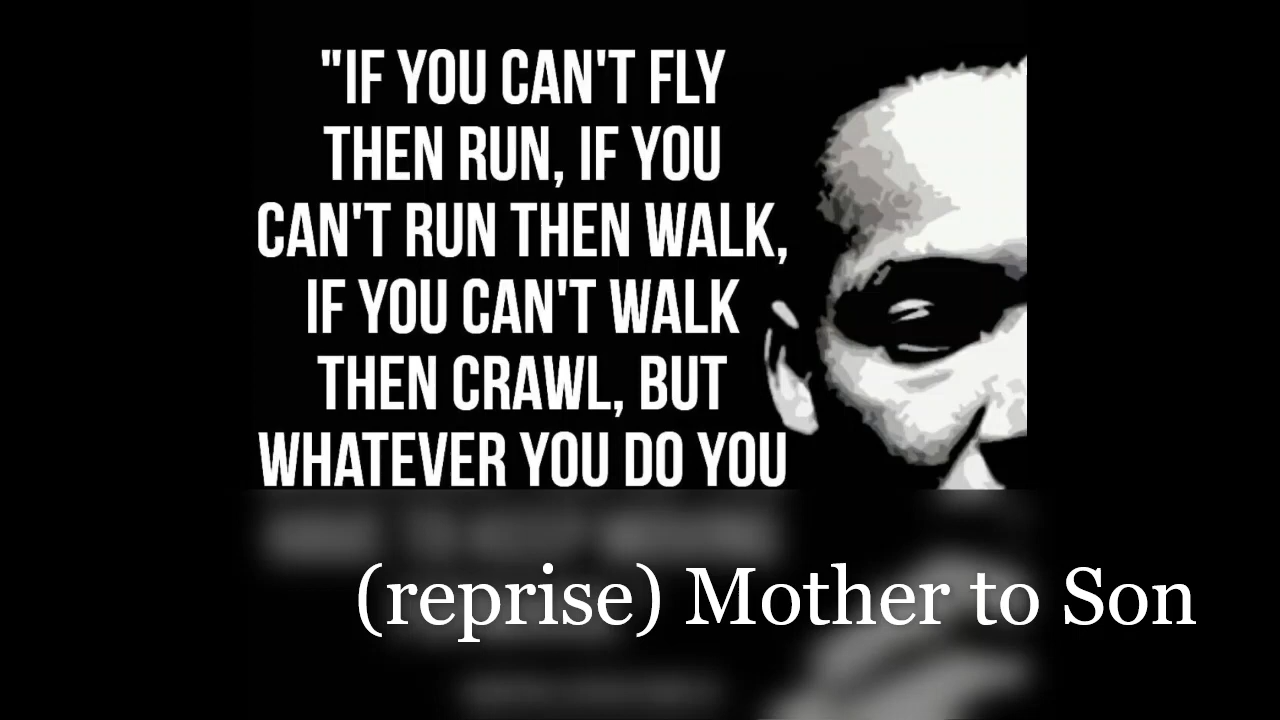 "IF YOU CAN'T FLY
THEN RUN, IF YOU
CAN'T RUN THEN WALK,
IF YOU CAN'T WALK
THEN CRAWL, BUT
WHATEVER YOU DO YOU
(reprise) Mother to Son